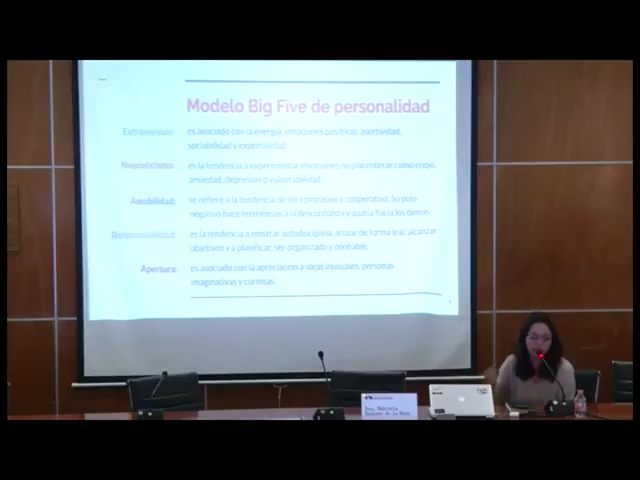 Modelo Big Five de personalidad
Extroversión: es asociado con la energía, emociones positivas, asertividad,
sociabilidad y expresividad.
Neuroticismo: es la tendencia a experimentar emociones no placenteras como enojo,
ansiedad, depresión o vulnerabilidad.
Amabilidad: se refiere a la tendencia de ser compasiva y cooperativo. Su polo
negativo hace referencias a la desconfianza y apatía hacia los demás.
Responsabilidad: es la tendencia a mostrar autodisciplina, actuar de forma leal, alcanzar
objetivos y a planificar, ser organizado y confiable.
Apertura: es asociado con la apreciación a ideas inusuales, personas
imaginativas y curiosas.
de la